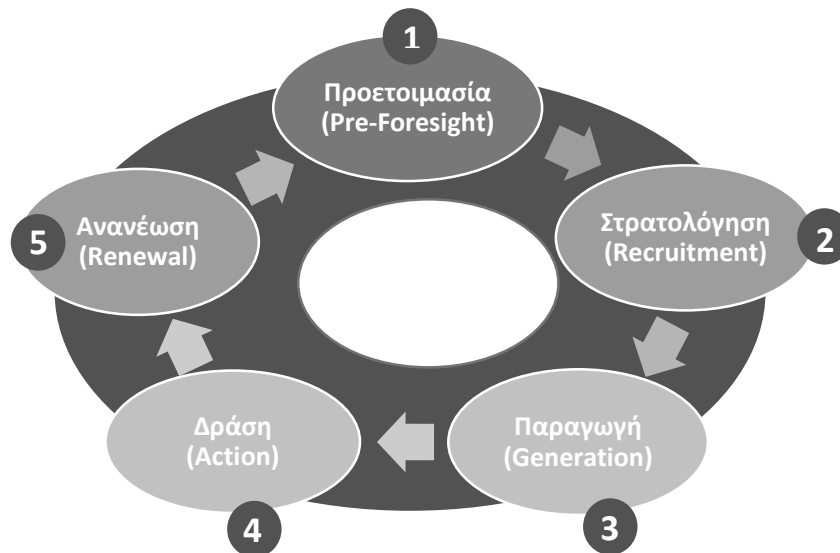 1
Προετοιμασία
(Pre-Foresight)
Στρατολόγηση
(Recruitment)
2
Παραγωγή
(Generation)
3
Δράση
(Action)
4
5
Ανανέωση
(Renewal)